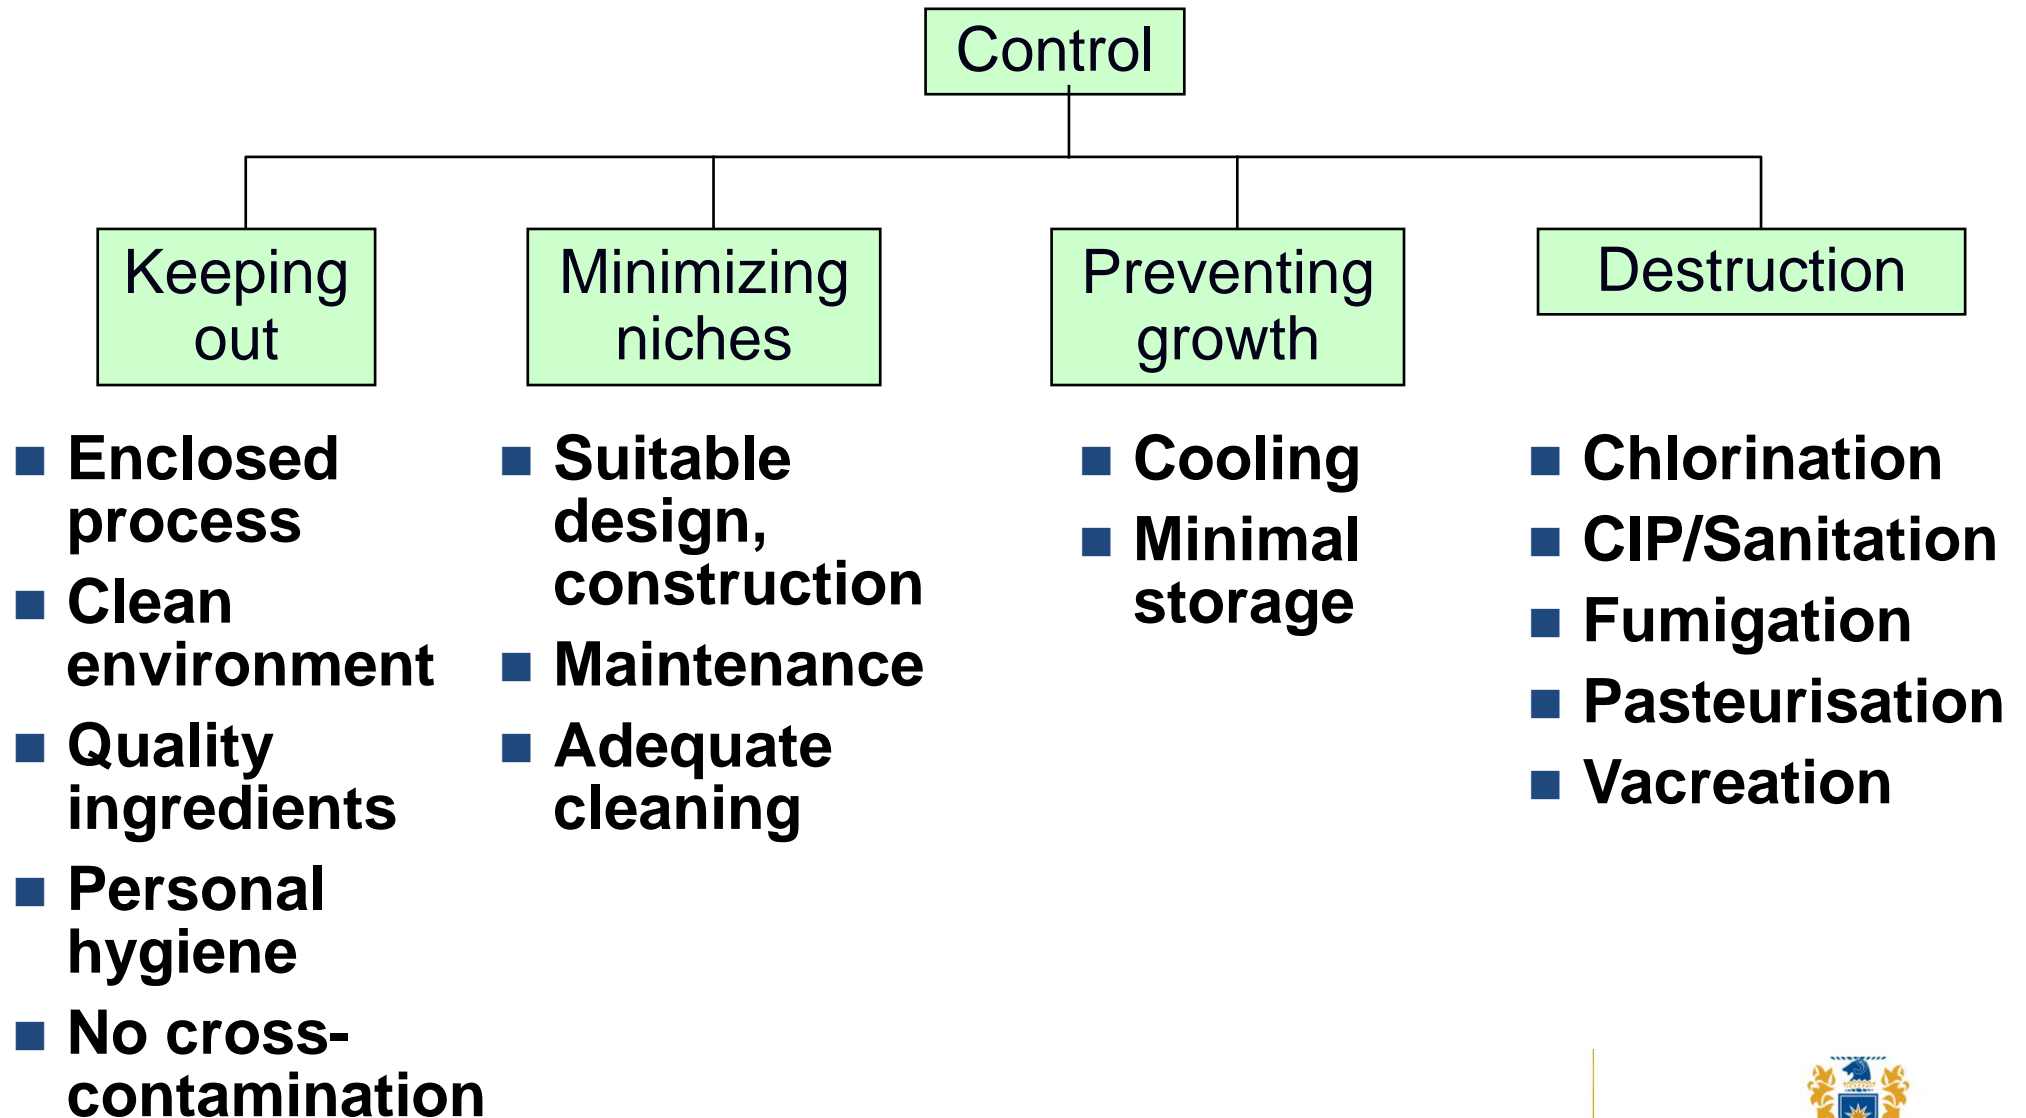 Control
Keeping
out
Minimizing
niches
Preventing
growth
Destruction
Enclosed
process
Clean
environment
Quality
ingredients
Personal
hygiene
No cross-
contamination
Suitable
design,
construction
Maintenance
Adequate
cleaning
Cooling
Minimal
storage
Chlorination
CIP/Sanitation
Fumigation
Pasteurisation
Vacreation